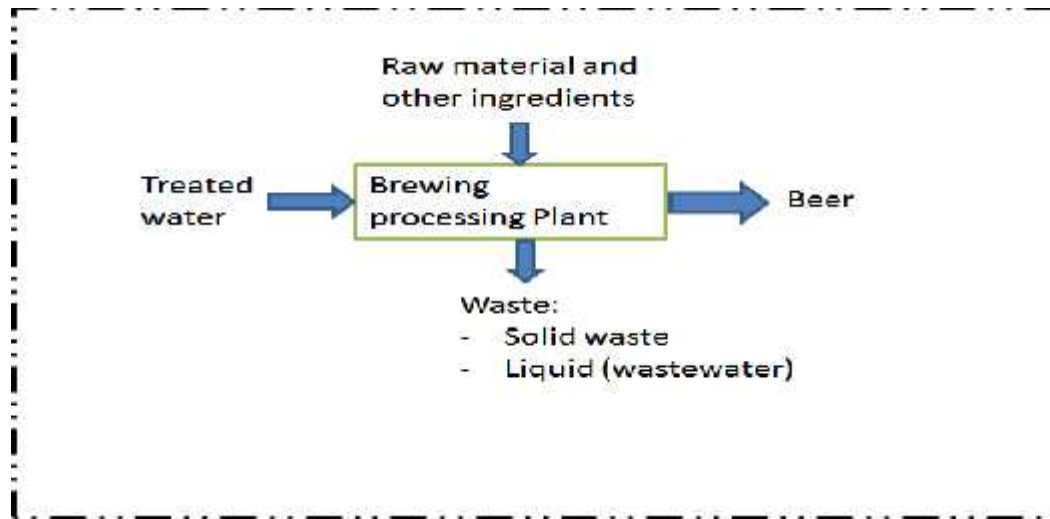 Raw material and
other ingredients
Treated
water
Brewing
processing Plant
Beer
Waste:
- Solid waste
- Liquid (wastewater)